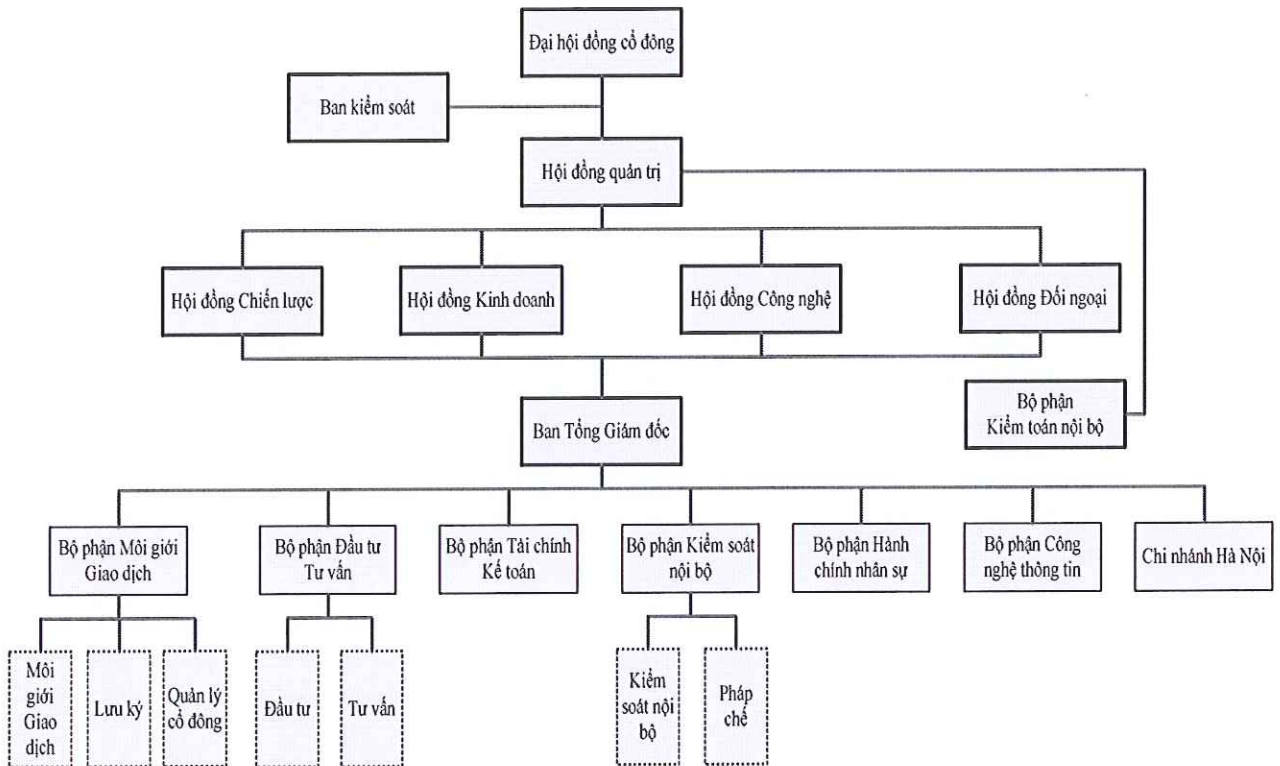 Đại hội đồng cổ đông
Ban kiểm soát
Hội đồng quản trị
Hội đồng Chiến lược
Hội đồng Kinh doanh
Hội đồng Công nghệ
Hội đồng Đối ngoại
Ban Tổng Giám đốc
Bộ phận
Kiểm toán nội bộ
Bộ phận Môi giới
Giao dịch
Bộ phận Đầu tư
Tư vấn
Bộ phận Tài chính
Kế toán
Bộ phận Kiểm soát
nội bộ
Bộ phận Hành
chính nhân sự
Bộ phận Công
nghệ thông tin
Chi nhánh Hà Nội
Môi
giới
Giao
dịch
Lưu ký
Quản lý
cổ đông
Đầu tư
Tư vấn
Kiểm
soát nội
bộ
Pháp
chế